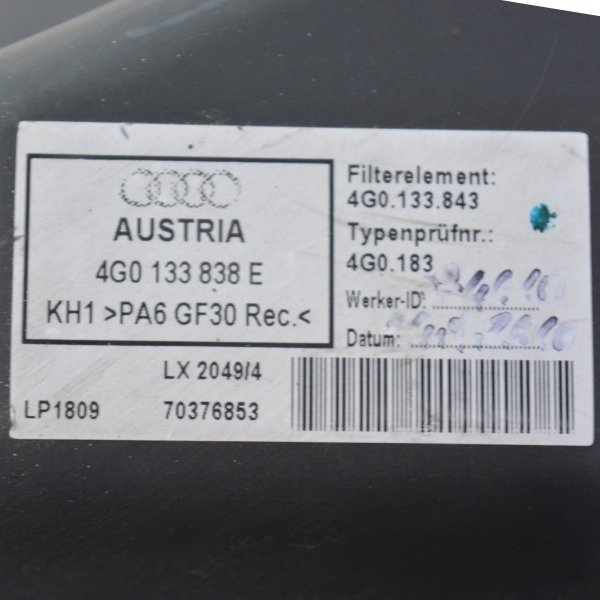 AUSTRIA
4G0 133 838 E
KH1 >PA6 GF30 Rec.<
Filterelement:
4G0.133.843
Typenprüfnr.:
4G0.183
Werker-ID:
Datum:
LX 2049/4
LP1809 70376853